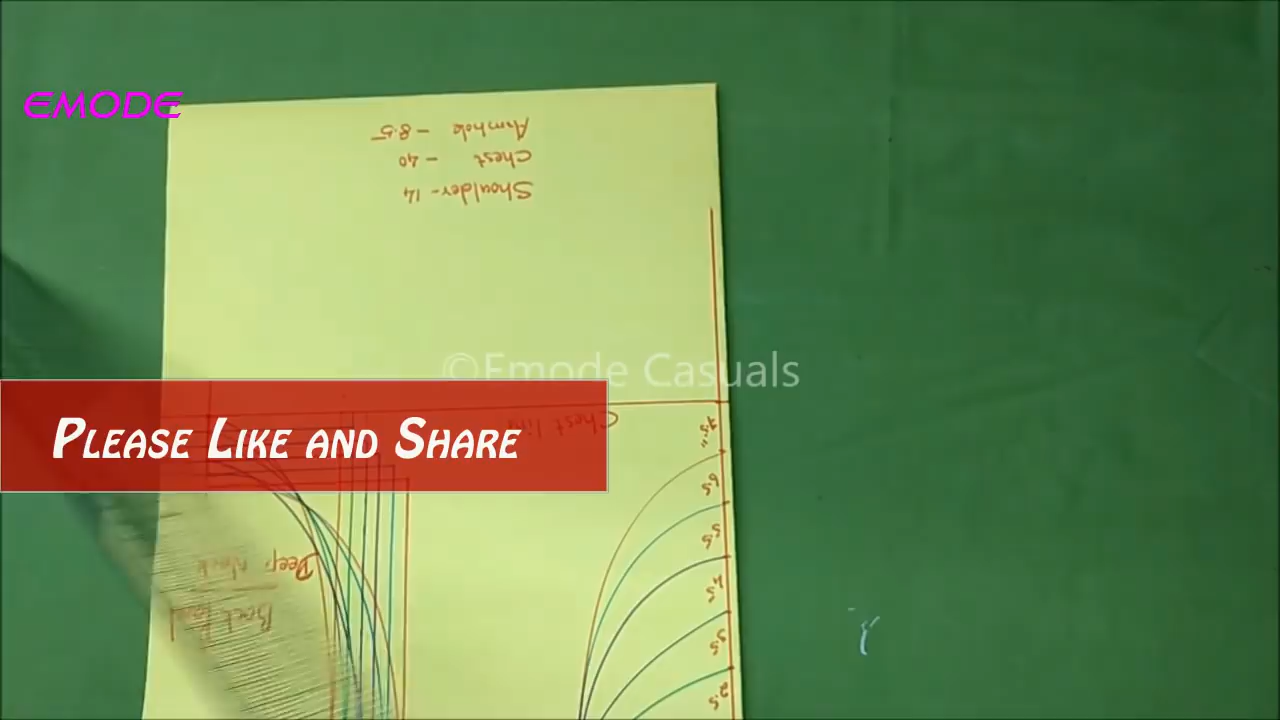 EMODE
Armhole - 8.5
Chest - 40
Shoulder - 14
©Emode Casuals
Please Like and Share
Chest line
7.5"
6.5
5.5
4.5
3.5
2.5
Deep Neck
Back